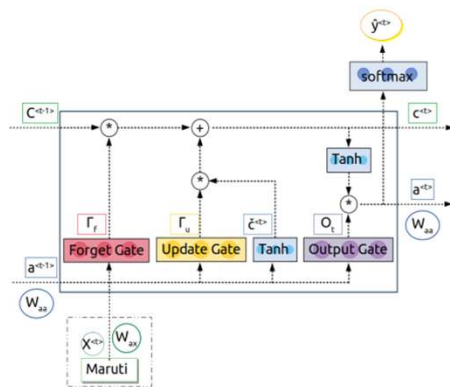 ŷ<t>
softmax
C<t-1>
c<t>
*
+
Tanh
*
*
a<t>
Γf
Γu
c̃<t>
Ot
Waa
Forget Gate
Update Gate
Tanh
Output Gate
a<t-1>
Waa
X<t>
Wax
Maruti